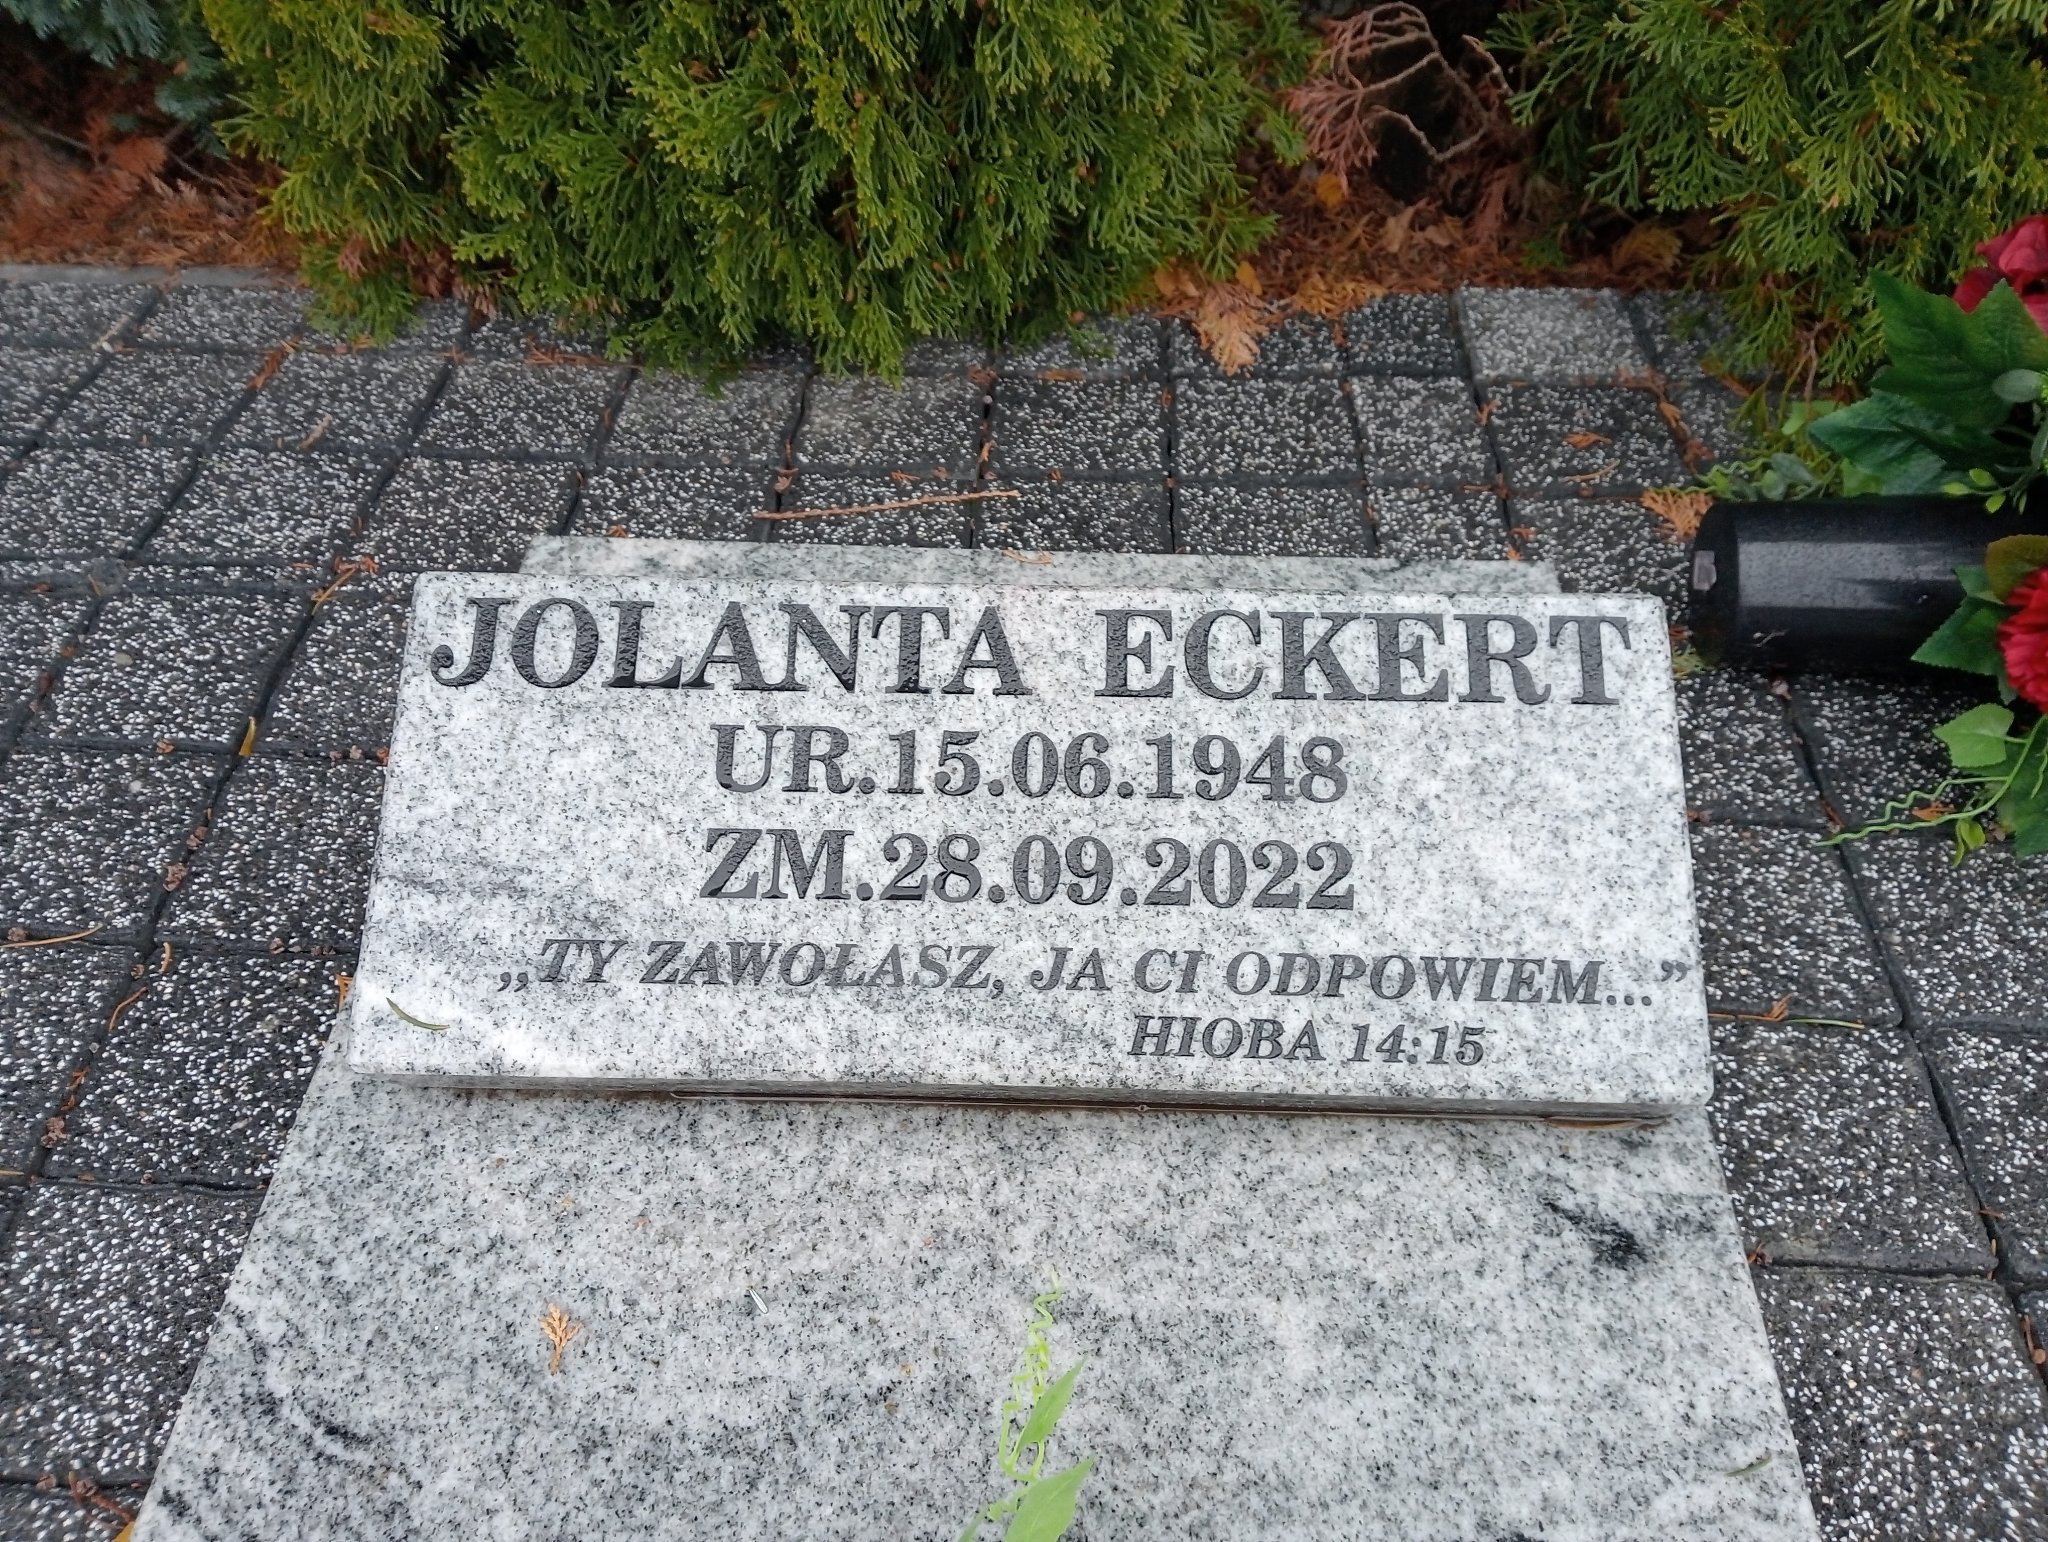 JOLANTA ECKERT
UR.15.06.1948
ZM.28.09.2022
„TY ZAWOŁASZ, JA CI ODPOWIEM...”
HIOBA 14:15